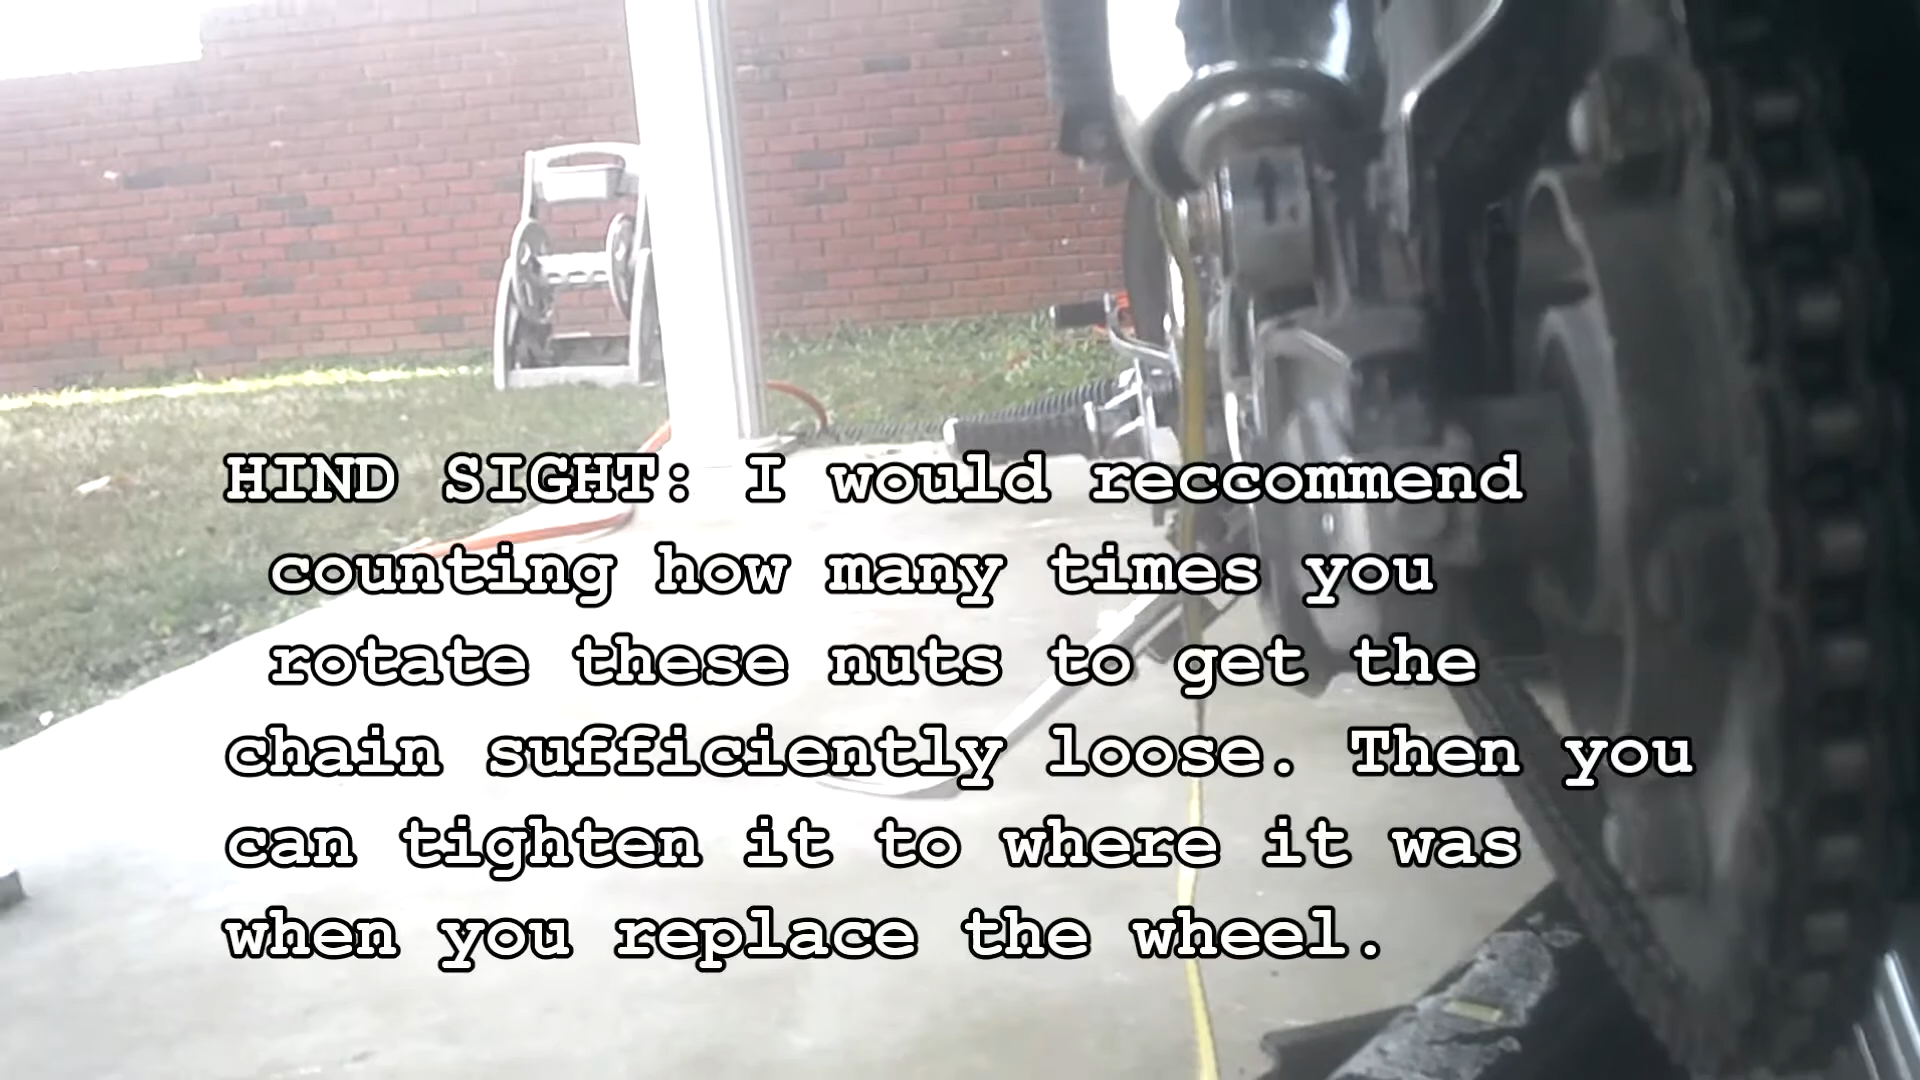 HIND SIGHT: I would reccommend
counting how many times you
rotate these nuts to get the
chain sufficiently loose. Then you
can tighten it to where it was
when you replace the wheel.